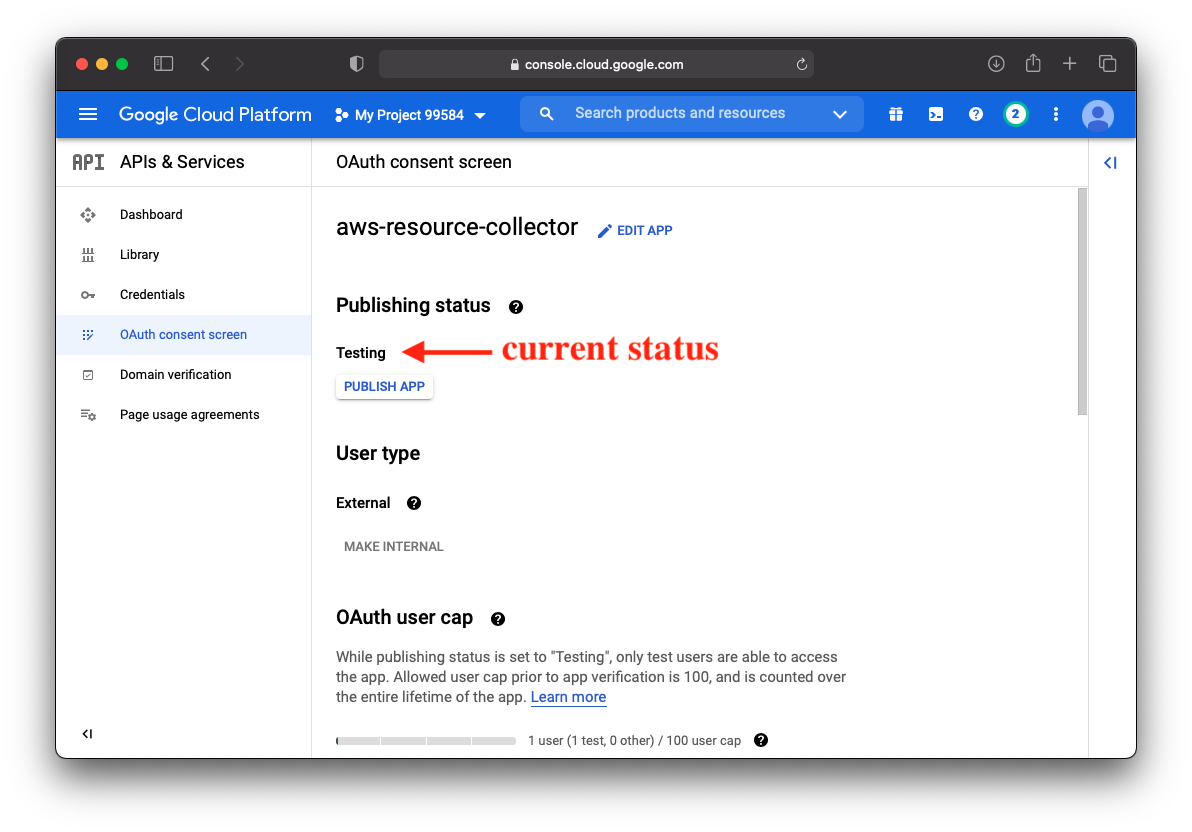 console.cloud.google.com
Google Cloud Platform
My Project 99584
Search products and resources
2
API APIs & Services
OAuth consent screen
Dashboard
Library
Credentials
OAuth consent screen
Domain verification
Page usage agreements
aws-resource-collector
EDIT APP
Publishing status
Testing
current status
PUBLISH APP
User type
External
MAKE INTERNAL
OAuth user cap
While publishing status is set to "Testing", only test users are able to access
the app. Allowed user cap prior to app verification is 100, and is counted over
the entire lifetime of the app. Learn more
1 user (1 test, 0 other) / 100 user cap